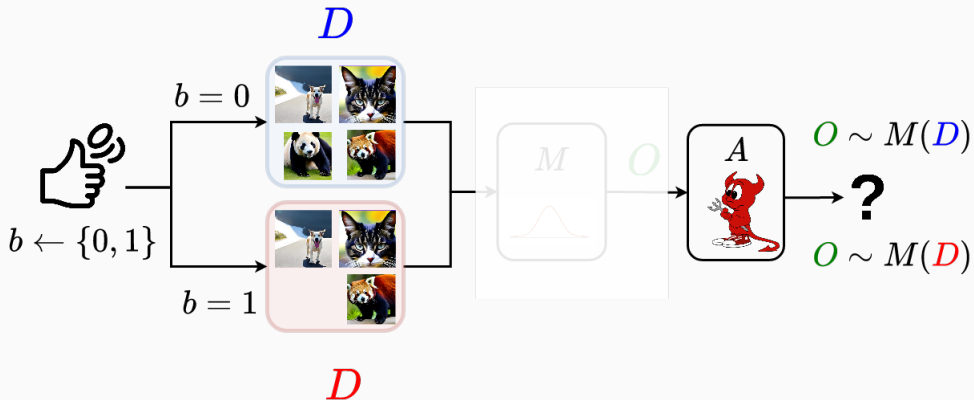 D
b = 0
b ← {0, 1}
b = 1
D
M
O
A
O ∼ M(D)
?
O ∼ M(D)